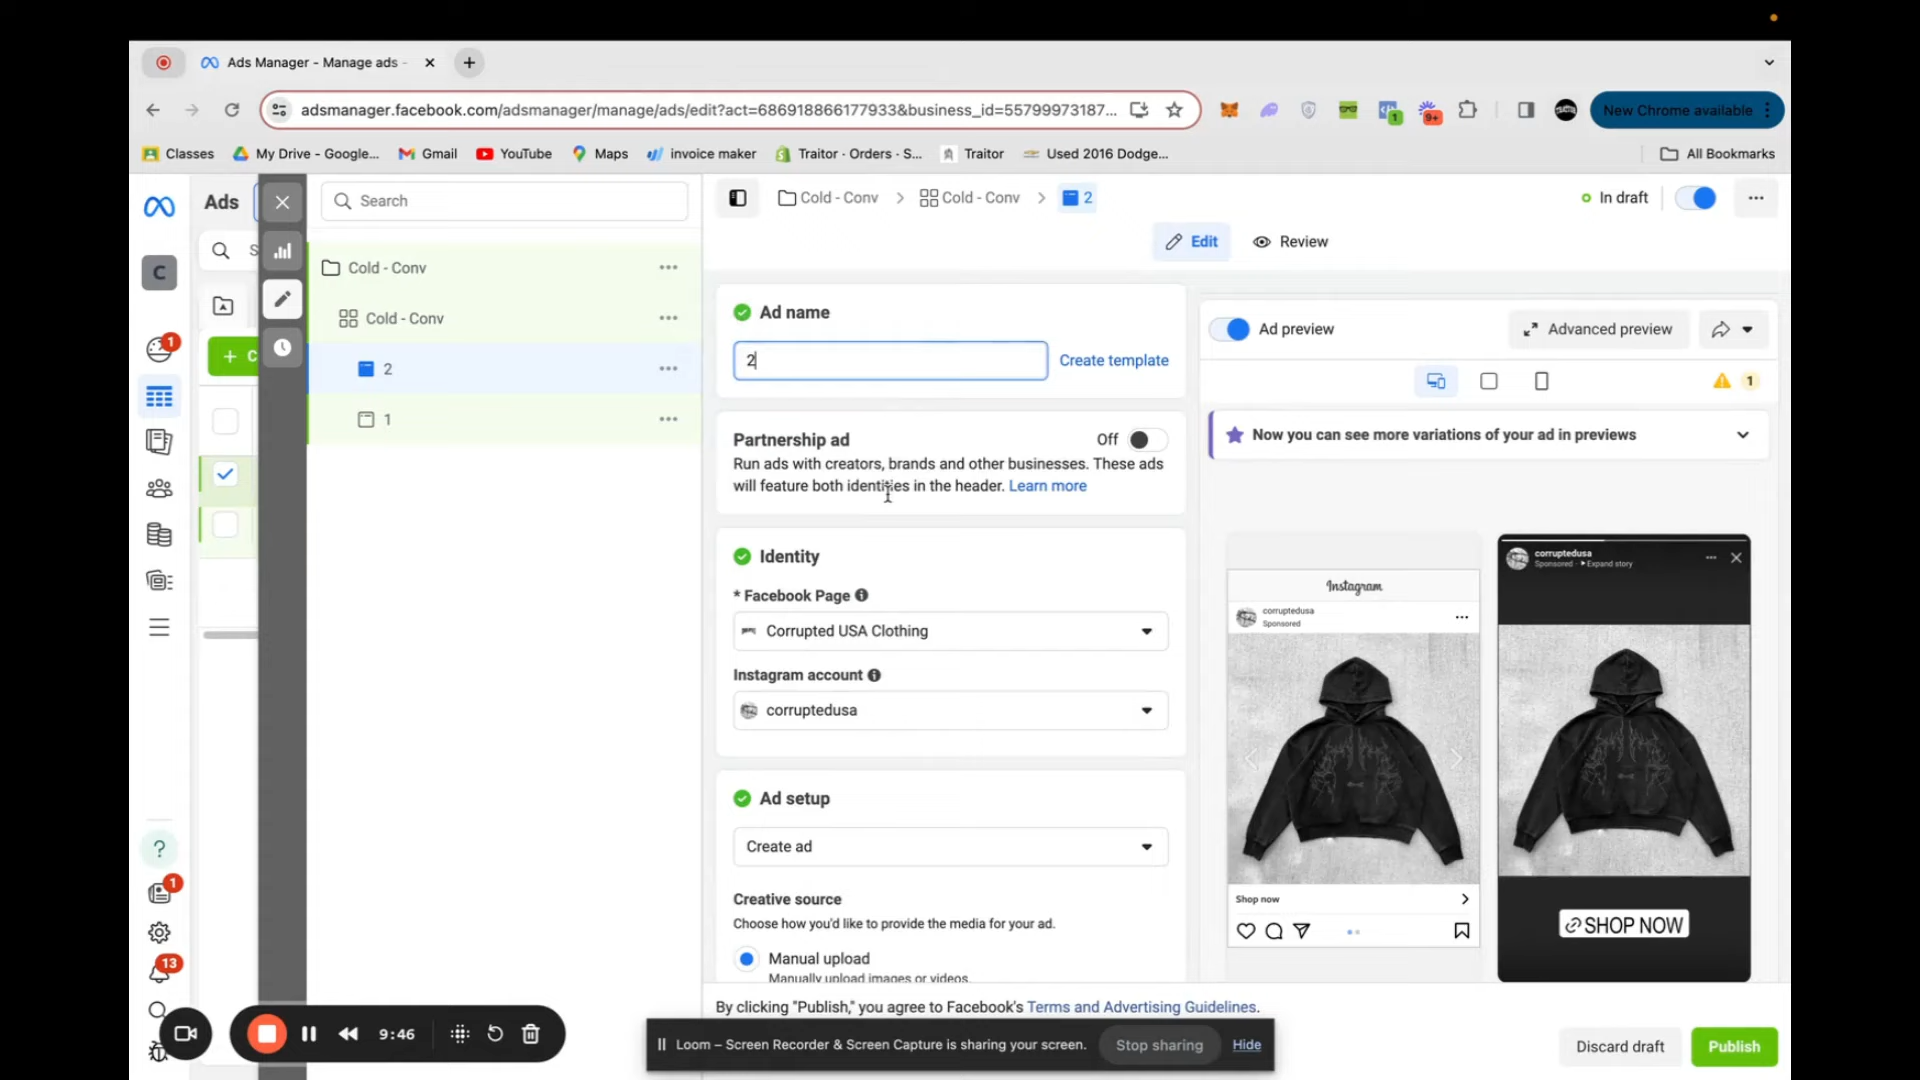 Ads Manager - Manage ads -
adsmanager.facebook.com/adsmanager/manage/ads/edit?act=686918866177933&business_id=55799973187...
1
9+
New Chrome available
Classes
My Drive - Google...
Gmail
YouTube
Maps
invoice maker
Traitor · Orders · S...
Traitor
Used 2016 Dodge...
All Bookmarks
Ads
C
1
S
+ C
Search
Cold - Conv
Cold - Conv
2
1
Cold - Conv
Cold - Conv
2
In draft
Edit
Review
Ad name
2
Create template
Partnership ad
Off
Run ads with creators, brands and other businesses. These ads
will feature both identities in the header. Learn more
Identity
* Facebook Page
Corrupted USA Clothing
Instagram account
corruptedusa
Ad setup
Create ad
Creative source
Choose how you'd like to provide the media for your ad.
Manual upload
Manually upload images or videos.
By clicking "Publish," you agree to Facebook's Terms and Advertising Guidelines.
Ad preview
Advanced preview
1
Now you can see more variations of your ad in previews
Instagram
corruptedusa
Sponsored
Shop now
corruptedusa
Sponsored · Expand story
SHOP NOW
?
1
13
9:46
Loom – Screen Recorder & Screen Capture is sharing your screen.
Stop sharing
Hide
Discard draft
Publish